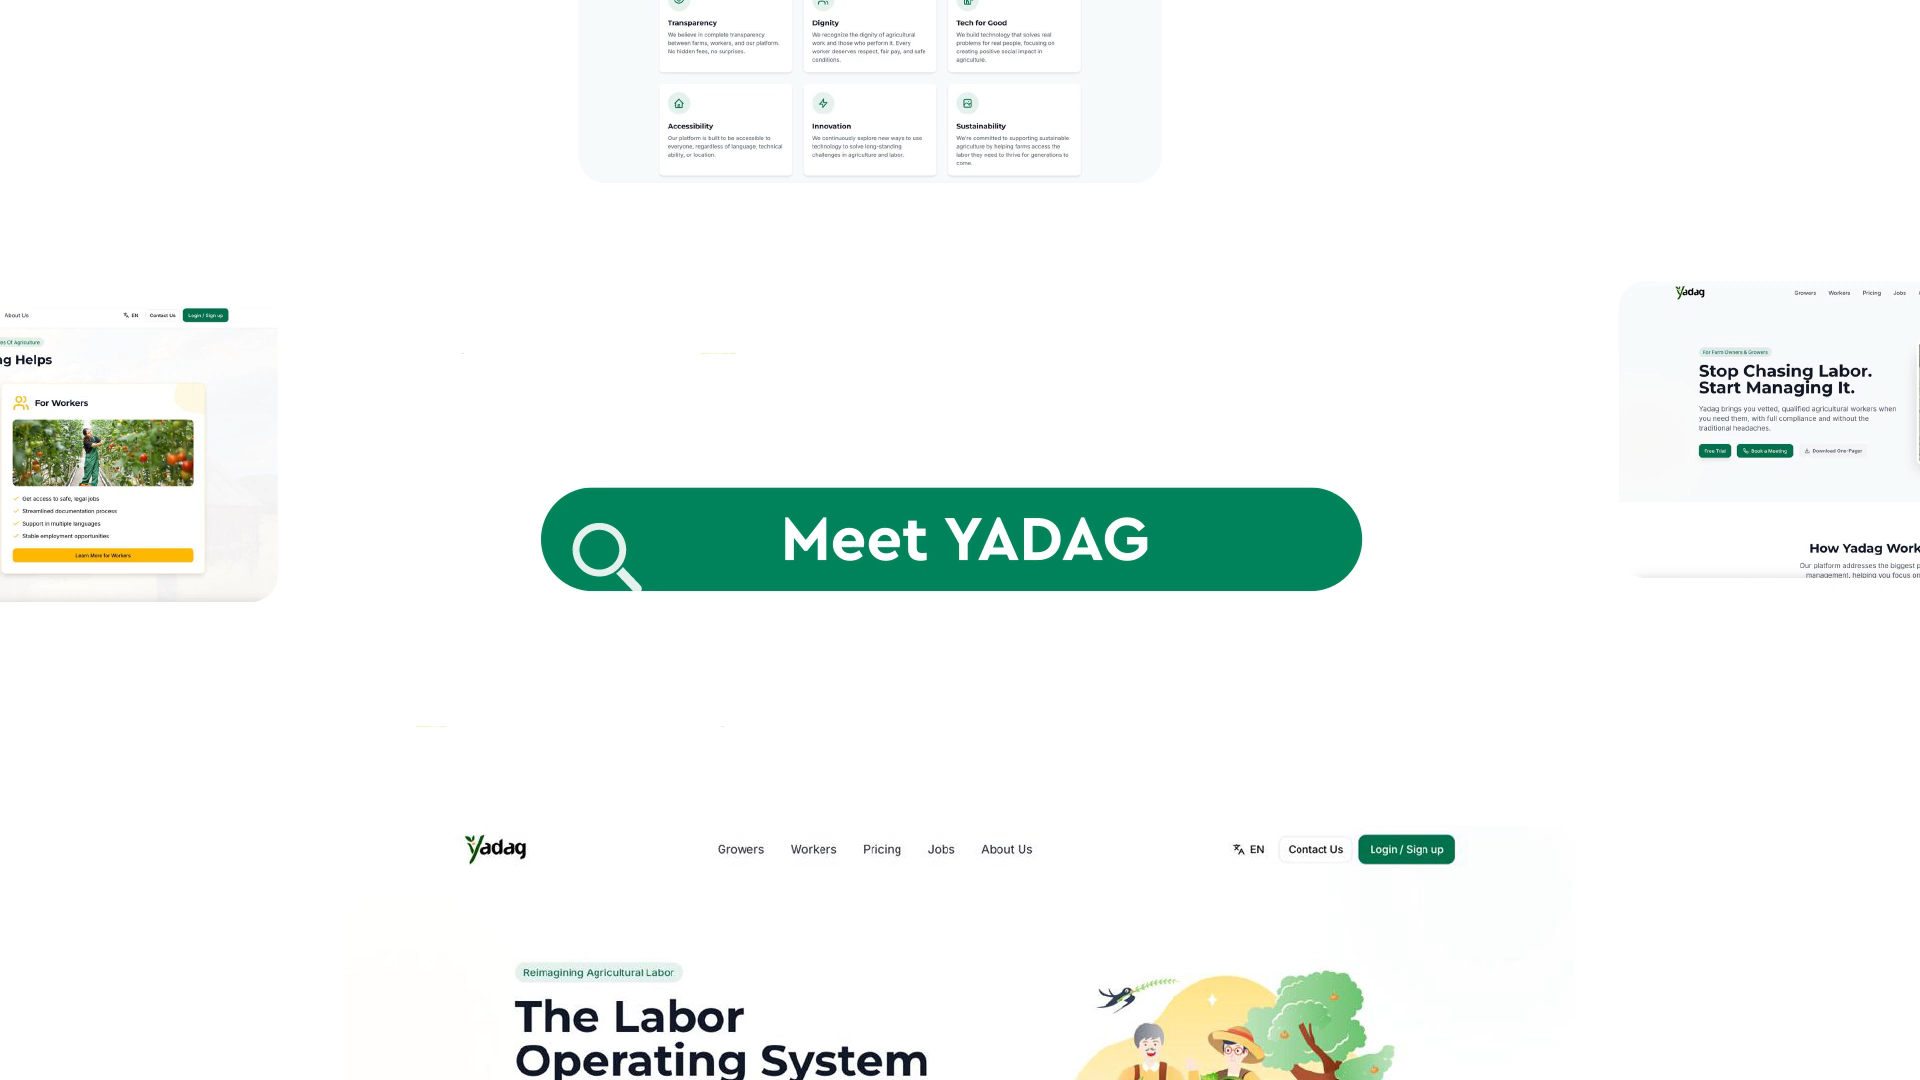 Transparency
We believe in complete transparency
between farms, workers, and our platform.
No hidden fees, no surprises.
Dignity
We recognize the dignity of agricultural
work and those who perform it. Every
worker deserves respect, fair pay, and safe
conditions.
Tech for Good
We build technology that solves real
problems for real people, focusing on
creating positive social impact in
agriculture.
Accessibility
Our platform is built to be accessible to
everyone, regardless of language, technical
ability, or location.
Innovation
We continuously explore new ways to use
technology to solve long-standing
challenges in agriculture and labor.
Sustainability
We're committed to supporting sustainable
agriculture by helping farms access the
labor they need to thrive for generations to
come.
About Us
EN
Contact Us
Login / Sign up
Of Agriculture
Helps
For Workers
Get access to safe, legal jobs
Streamlined documentation process
Support in multiple languages
Stable employment opportunities
Learn More for Workers
Meet YADAG
Yadag
Growers Workers Pricing Jobs
For Farm Owners & Growers
Stop Chasing Labor.
Start Managing It.
Yadag brings you vetted, qualified agricultural workers when
you need them, with full compliance and without the
traditional headaches.
Free Trial
Book a Meeting
Download One-Pager
How Yadag Work
Our platform addresses the biggest
management, helping you focus on
Yadag
Growers Workers Pricing Jobs About Us
EN
Contact Us
Login / Sign up
Reimagining Agricultural Labor
The Labor
Operating System